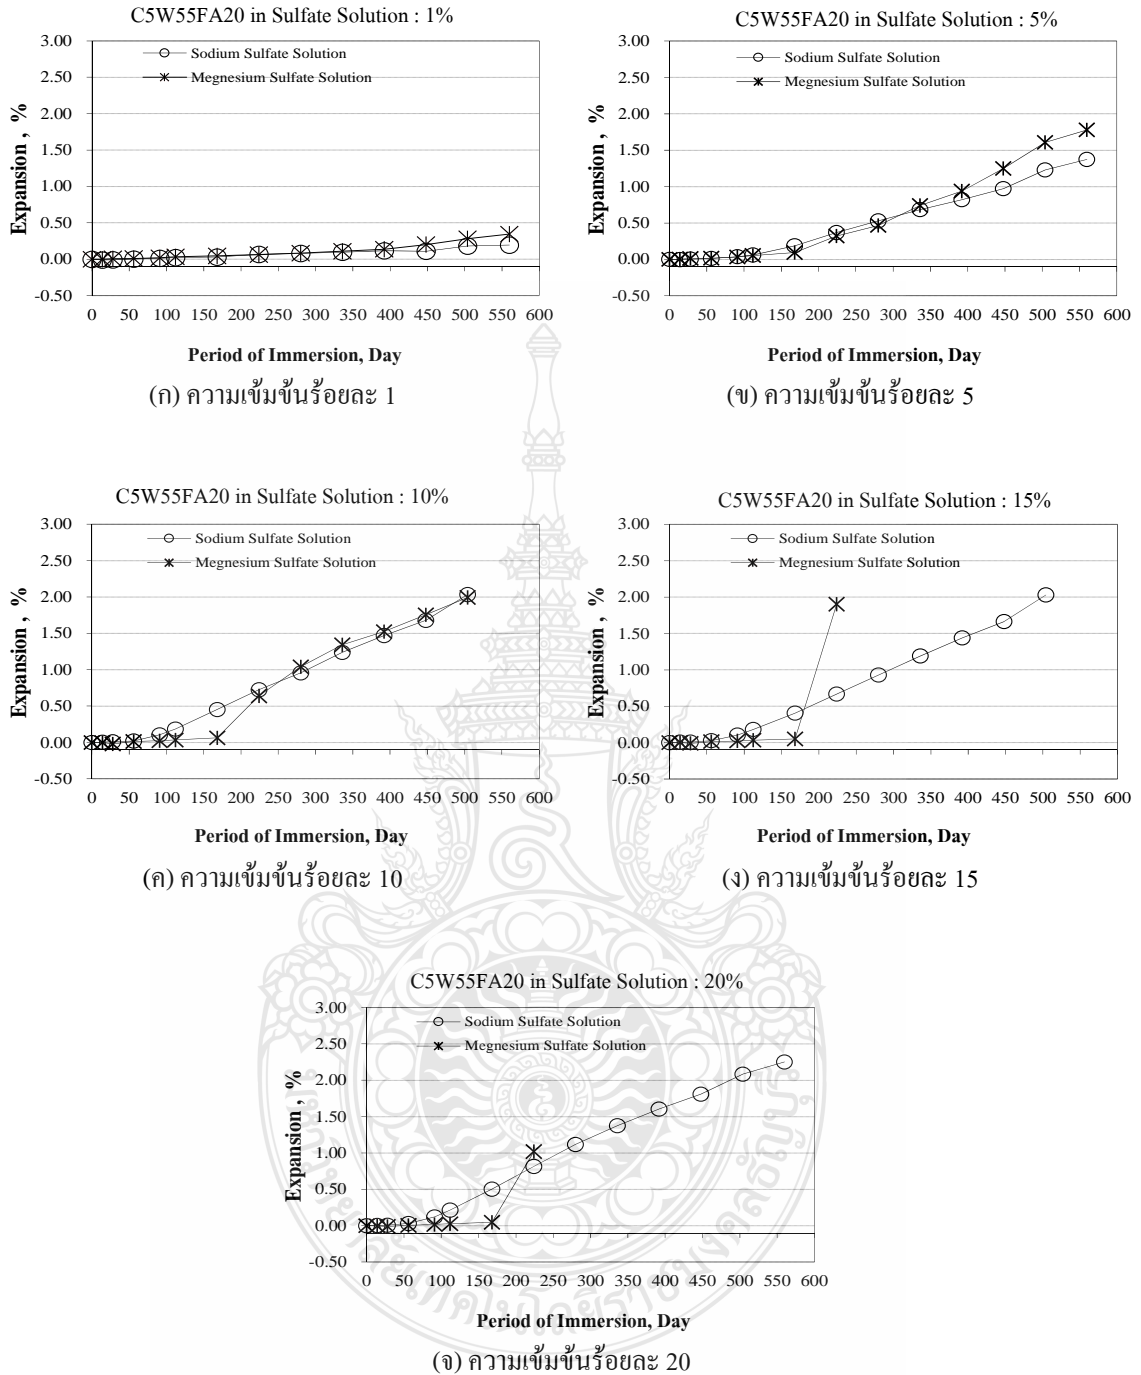 C5W55FA20 in Sulfate Solution : 1%
3.00
2.50
2.00
1.50
1.00
0.50
0.00
-0.50
Expansion , %
Sodium Sulfate Solution
Megnesium Sulfate Solution
0 50 100 150 200 250 300 350 400 450 500 550 600
Period of Immersion, Day
(ก) ความเข้มข้นร้อยละ 1
C5W55FA20 in Sulfate Solution : 5%
3.00
2.50
2.00
1.50
1.00
0.50
0.00
-0.50
Expansion , %
Sodium Sulfate Solution
Megnesium Sulfate Solution
0 50 100 150 200 250 300 350 400 450 500 550 600
Period of Immersion, Day
(ข) ความเข้มข้นร้อยละ 5
C5W55FA20 in Sulfate Solution : 10%
3.00
2.50
2.00
1.50
1.00
0.50
0.00
-0.50
Expansion , %
Sodium Sulfate Solution
Megnesium Sulfate Solution
0 50 100 150 200 250 300 350 400 450 500 550 600
Period of Immersion, Day
(ค) ความเข้มข้นร้อยละ 10
C5W55FA20 in Sulfate Solution : 15%
3.00
2.50
2.00
1.50
1.00
0.50
0.00
-0.50
Expansion , %
Sodium Sulfate Solution
Megnesium Sulfate Solution
0 50 100 150 200 250 300 350 400 450 500 550 600
Period of Immersion, Day
(ง) ความเข้มข้นร้อยละ 15
C5W55FA20 in Sulfate Solution : 20%
3.00
2.50
2.00
1.50
1.00
0.50
0.00
-0.50
Expansion , %
Sodium Sulfate Solution
Megnesium Sulfate Solution
0 50 100 150 200 250 300 350 400 450 500 550 600
Period of Immersion, Day
(จ) ความเข้มข้นร้อยละ 20